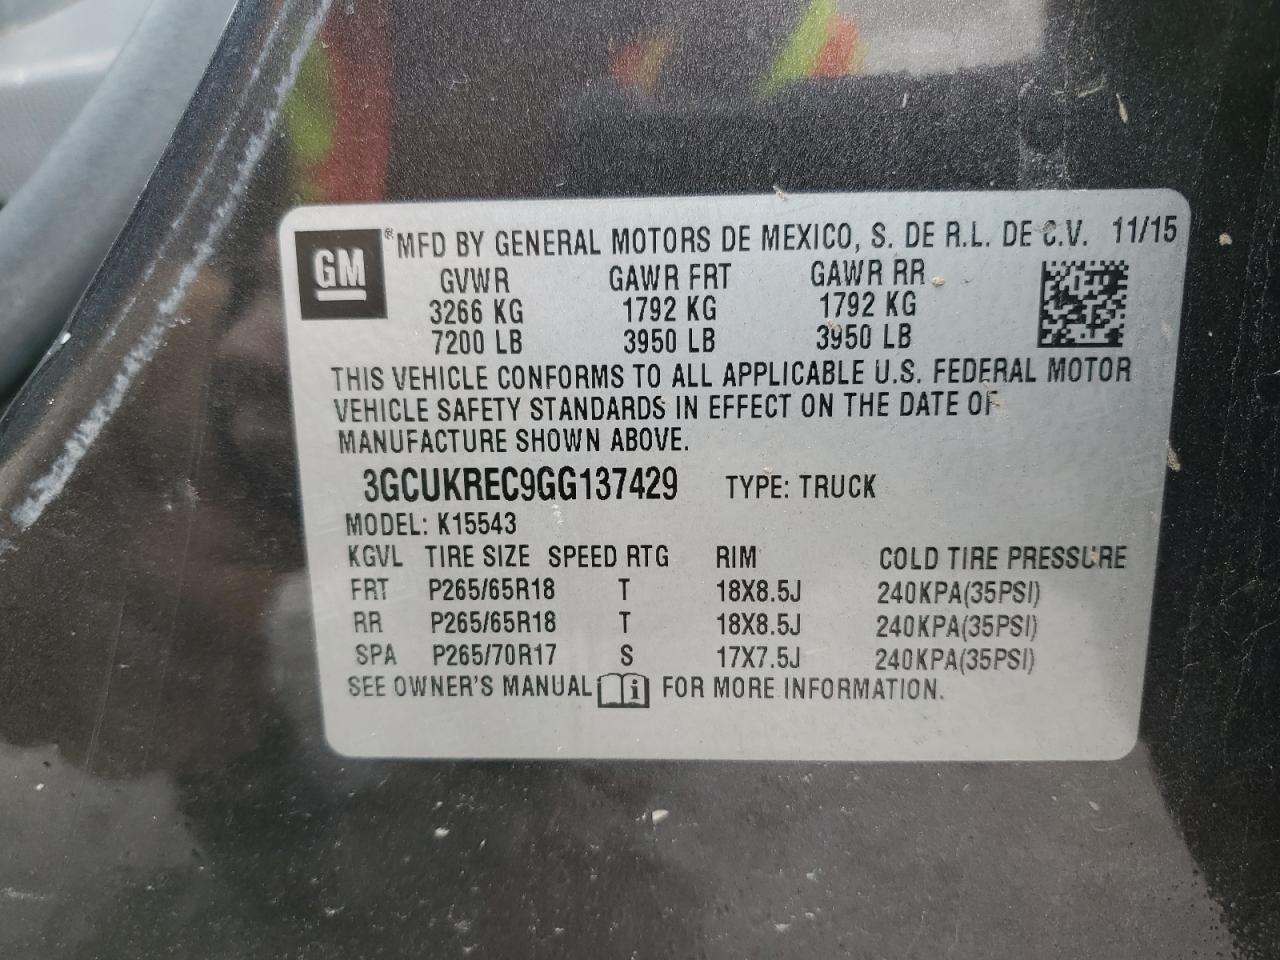 GM ® MFD BY GENERAL MOTORS DE MEXICO, S. DE R.L. DE C.V. 11/15
GVWR GAWR FRT GAWR RR
3266 KG 1792 KG 1792 KG
7200 LB 3950 LB 3950 LB
THIS VEHICLE CONFORMS TO ALL APPLICABLE U.S. FEDERAL MOTOR
VEHICLE SAFETY STANDARDS IN EFFECT ON THE DATE OF
MANUFACTURE SHOWN ABOVE.
3GCUKREC9GG137429 TYPE: TRUCK
MODEL: K15543
KGVL TIRE SIZE SPEED RTG RIM COLD TIRE PRESSURE
FRT P265/65R18 T 18X8.5J 240KPA(35PSI)
RR P265/65R18 T 18X8.5J 240KPA(35PSI)
SPA P265/70R17 S 17X7.5J 240KPA(35PSI)
SEE OWNER'S MANUAL i FOR MORE INFORMATION.